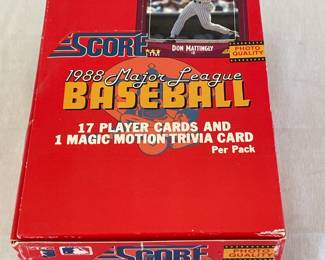 SCORE
DON MATTINGLY
1B
PHOTO
QUALITY
1988 Major League
BASEBALL
17 PLAYER CARDS AND
1 MAGIC MOTION TRIVIA CARD
Per Pack
SCORE
PHOTO
QUALITY